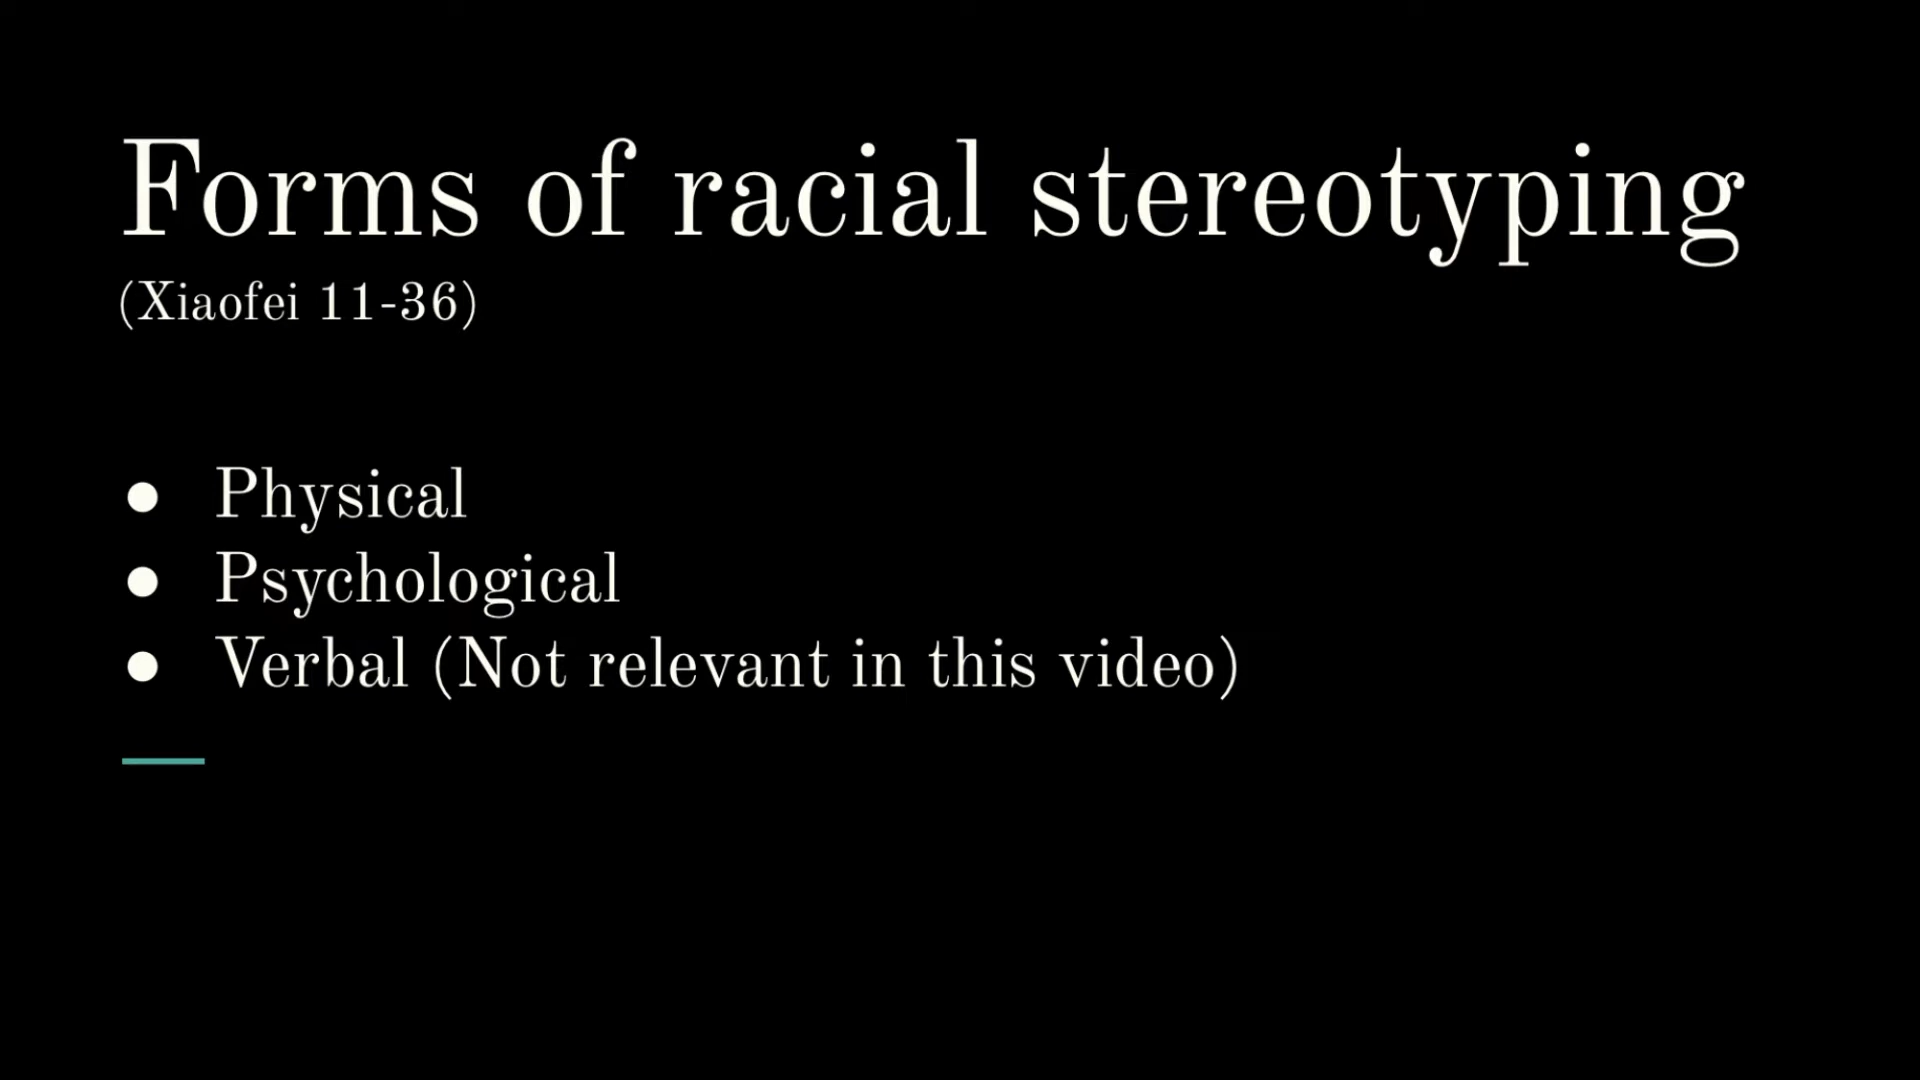 Forms of racial stereotyping
(Xiaofei 11-36)
● Physical
● Psychological
● Verbal (Not relevant in this video)